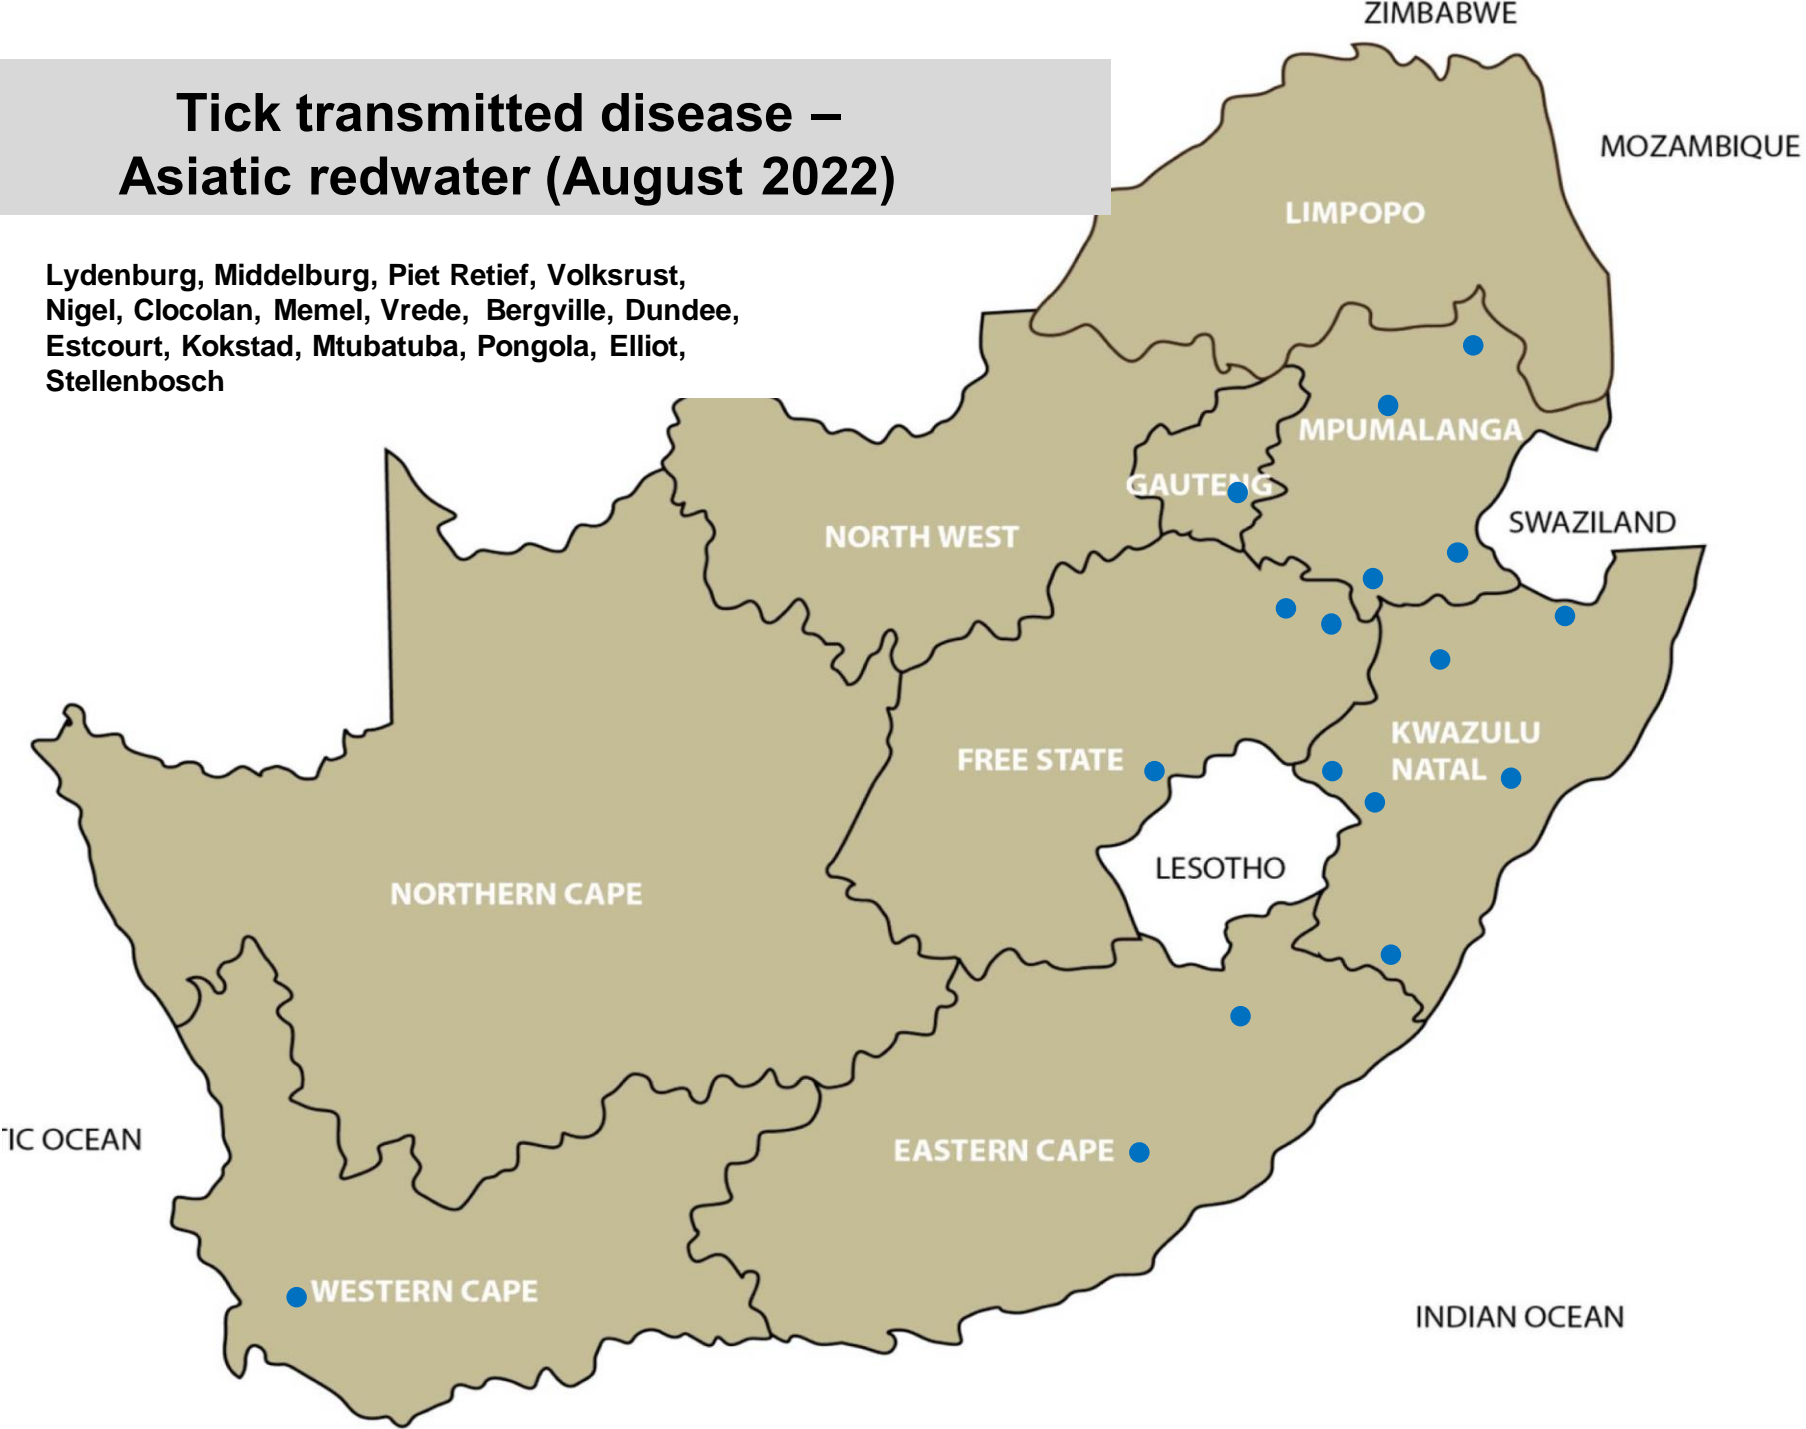 ZIMBABWE
Tick transmitted disease –
Asiatic redwater (August 2022)
MOZAMBIQUE
LIMPOPO
Lydenburg, Middelburg, Piet Retief, Volksrust,
Nigel, Clocolan, Memel, Vrede, Bergville, Dundee,
Estcourt, Kokstad, Mtubatuba, Pongola, Elliot,
Stellenbosch
MPUMALANGA
GAUTENG
NORTH WEST
SWAZILAND
KWAZULU
NATAL
FREE STATE
LESOTHO
NORTHERN CAPE
TIC OCEAN
EASTERN CAPE
WESTERN CAPE
INDIAN OCEAN